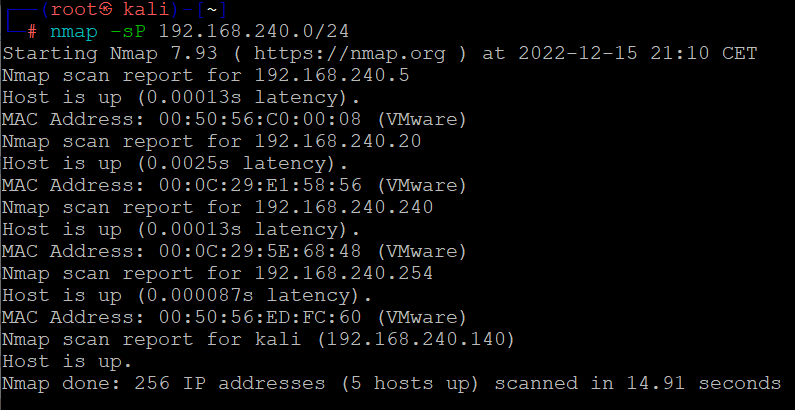 (root㉿kali)-[~]
# nmap -sP 192.168.240.0/24
Starting Nmap 7.93 ( https://nmap.org ) at 2022-12-15 21:10 CET
Nmap scan report for 192.168.240.5
Host is up (0.00013s latency).
MAC Address: 00:50:56:C0:00:08 (VMware)
Nmap scan report for 192.168.240.20
Host is up (0.0025s latency).
MAC Address: 00:0C:29:E1:58:56 (VMware)
Nmap scan report for 192.168.240.240
Host is up (0.00013s latency).
MAC Address: 00:0C:29:5E:68:48 (VMware)
Nmap scan report for 192.168.240.254
Host is up (0.000087s latency).
MAC Address: 00:50:56:ED:FC:60 (VMware)
Nmap scan report for kali (192.168.240.140)
Host is up.
Nmap done: 256 IP addresses (5 hosts up) scanned in 14.91 seconds